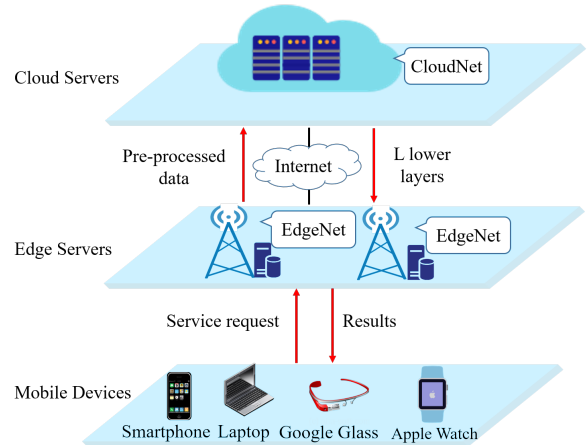 Cloud Servers
CloudNet
Pre-processed
data
Internet
L lower
layers
EdgeNet
EdgeNet
Edge Servers
Service request
Results
Mobile Devices
Smartphone
Laptop
Google Glass
Apple Watch